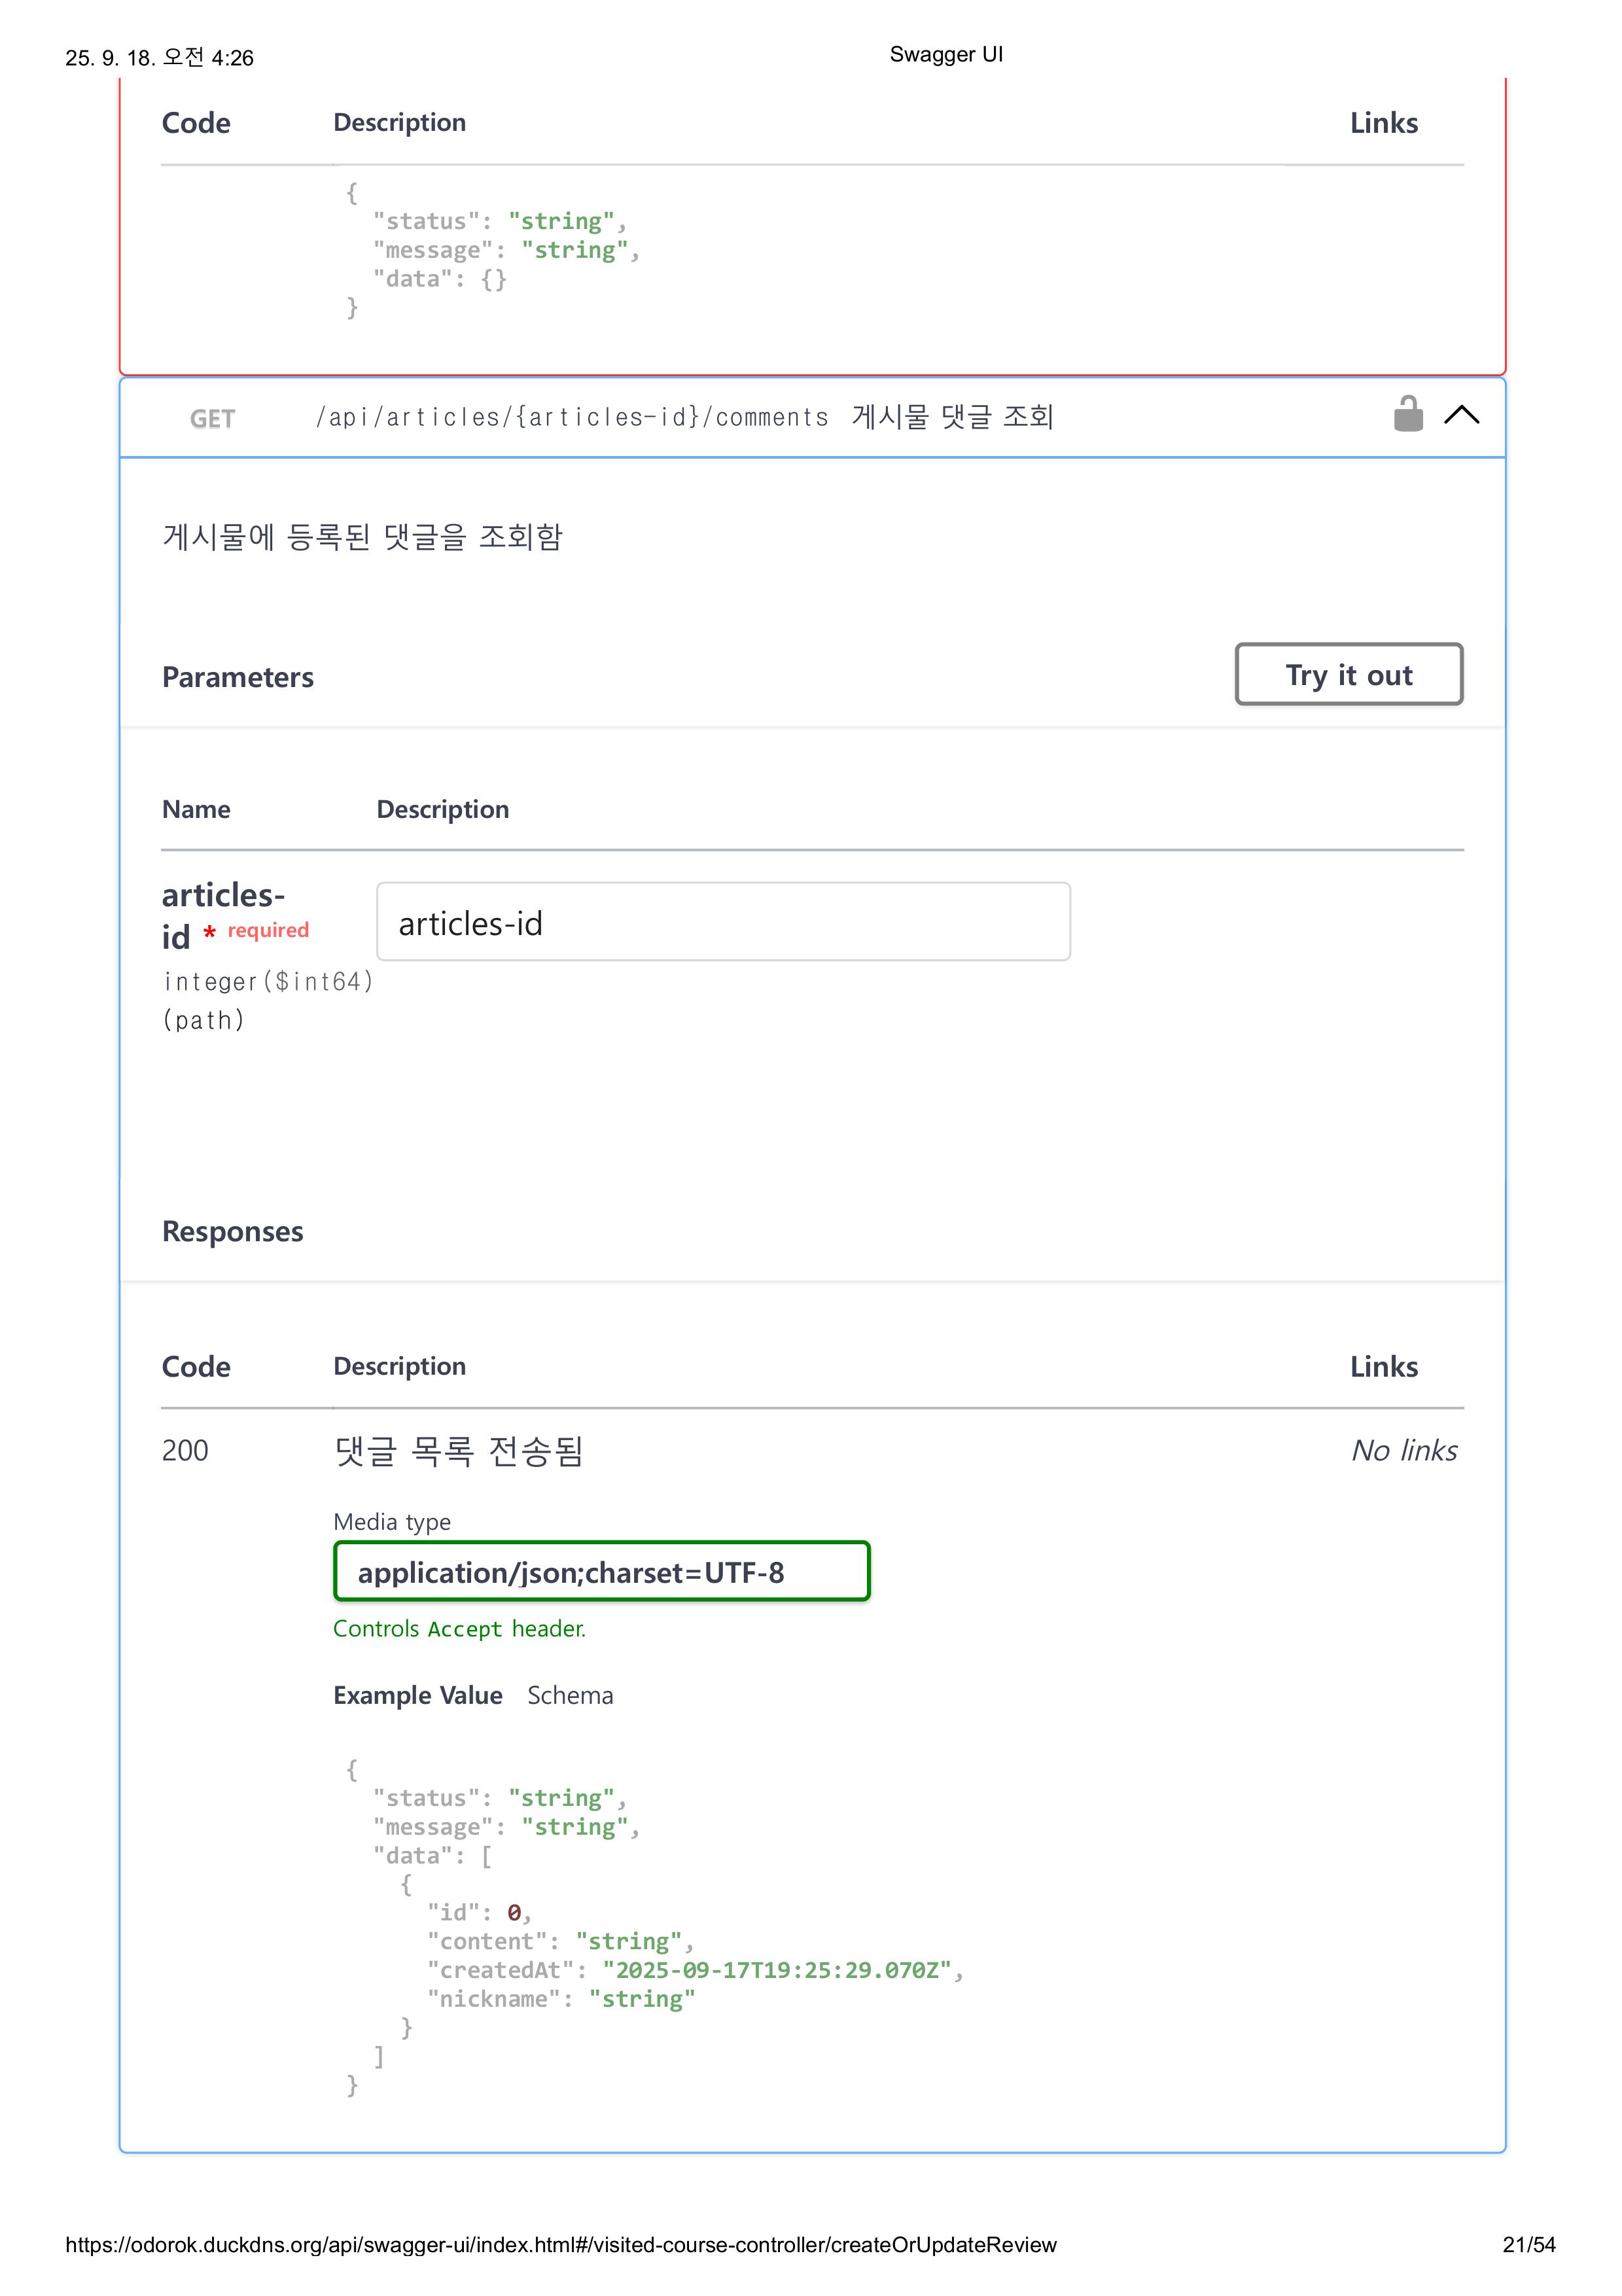 25. 9. 18. 오전 4:26
Swagger UI
Code Description Links
{
"status": "string",
"message": "string",
"data": {}
}
GET /api/articles/{articles-id}/comments 게시물 댓글 조회
게시물에 등록된 댓글을 조회함
Parameters
Try it out
Name Description
articles-
id * required
articles-id
integer($int64)
(path)
Responses
Code Description Links
200 댓글 목록 전송됨 No links
Media type
application/json;charset=UTF-8
Controls Accept header.
Example Value Schema
{
"status": "string",
"message": "string",
"data": [
{
"id": 0,
"content": "string",
"createdAt": "2025-09-17T19:25:29.070Z",
"nickname": "string"
}
]
}
https://odorok.duckdns.org/api/swagger-ui/index.html#/visited-course-controller/createOrUpdateReview
21/54